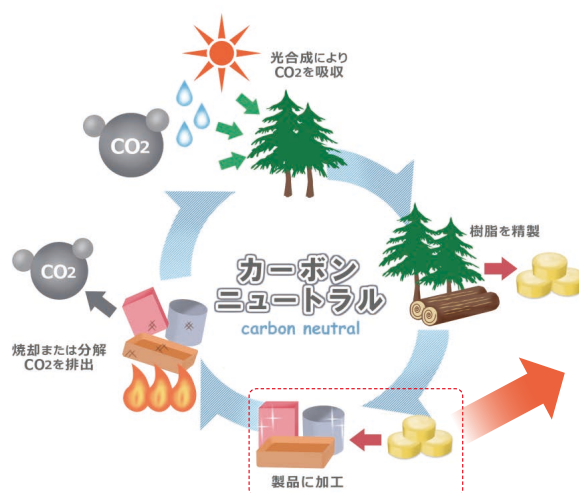 光合成により
CO2を吸収
CO2
樹脂を精製
カーボン
ニュートラル
carbon neutral
CO2
焼却または分解
CO2を排出
製品に加工